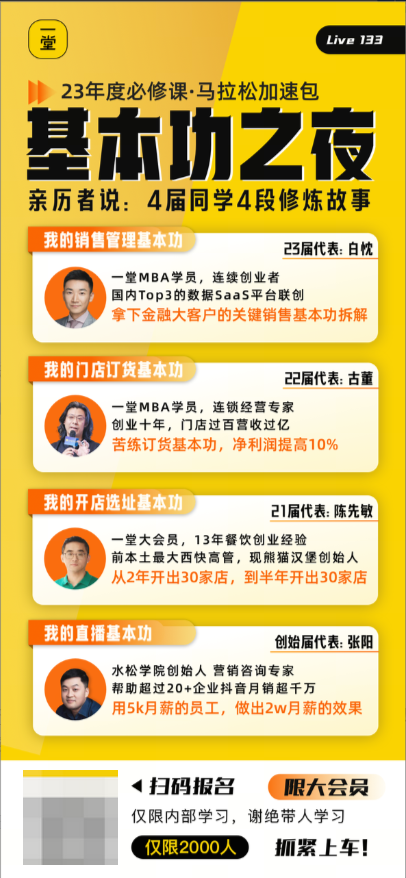 一堂
Live 133
23年度必修课·马拉松加速包
基本功之夜
亲历者说：4届同学4段修炼故事
我的销售管理基本功
23届代表: 白忱
一堂MBA学员，连续创业者
国内Top3的数据SaaS平台联创
拿下金融大客户的关键销售基本功拆解
我的门店订货基本功
22届代表: 古董
一堂MBA学员，连锁经营专家
创业十年，门店过百营收过亿
苦练订货基本功，净利润提高10%
我的开店选址基本功
21届代表: 陈先敏
一堂大会员，13年餐饮创业经验
前本土最大西快高管，现熊猫汉堡创始人
从2年开出30家店，到半年开出30家店
我的直播基本功
创始届代表: 张阳
水松学院创始人 营销咨询专家
帮助超过20+企业抖音月销超千万
用5k月薪的员工，做出2w月薪的效果
扫码报名
限大会员
仅限内部学习，谢绝带人学习
仅限2000人
抓紧上车!